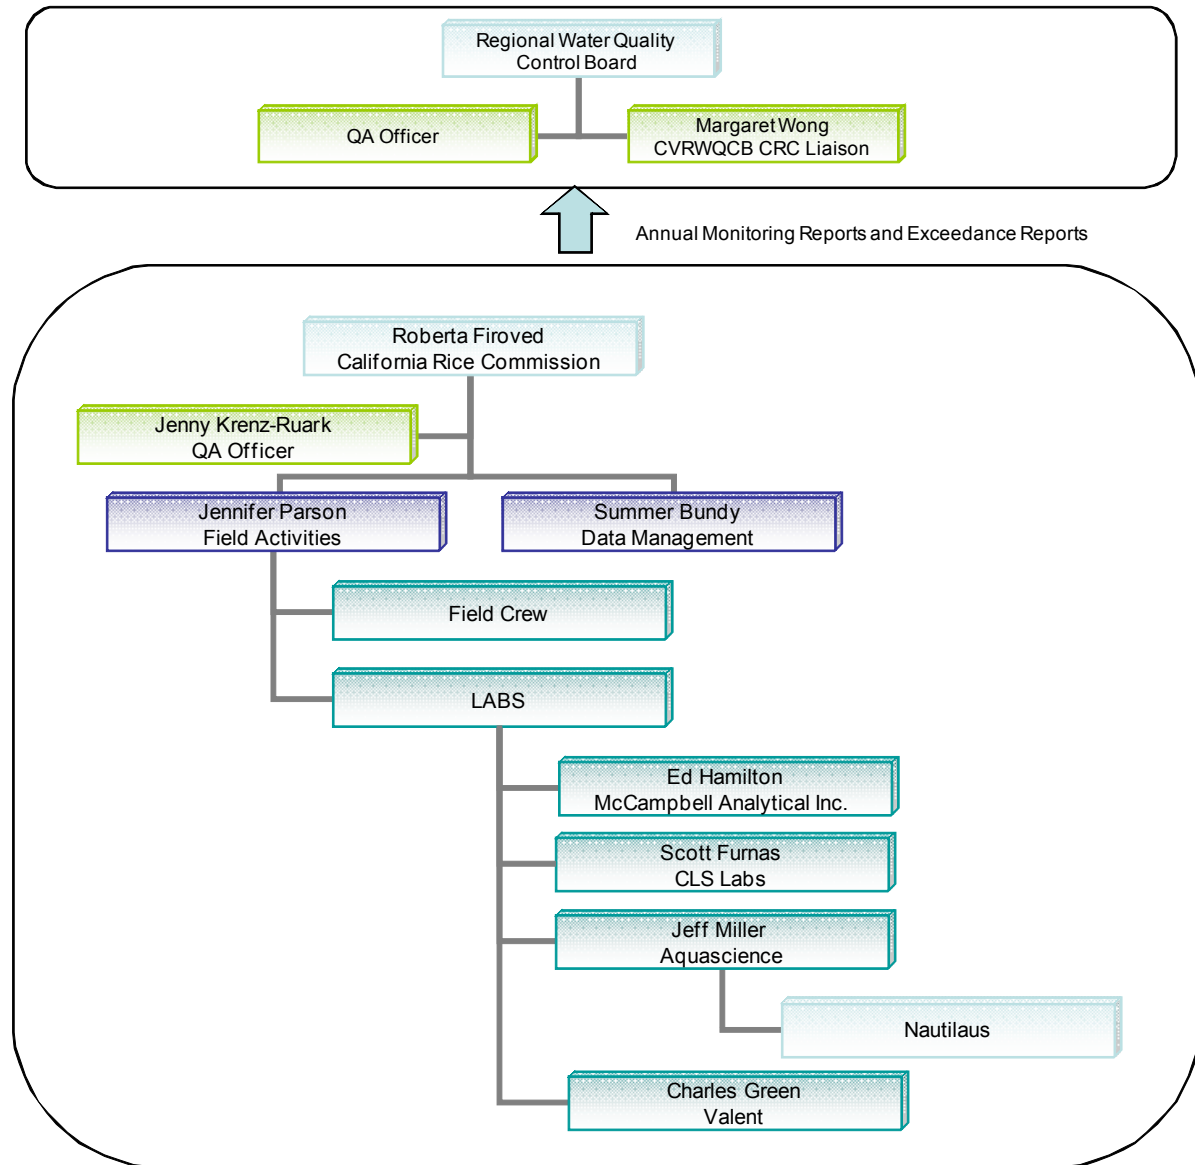 Regional Water Quality
Control Board
QA Officer
Margaret Wong
CVRWQCB CRC Liaison
Annual Monitoring Reports and Exceedance Reports
Roberta Firoved
California Rice Commission
Jenny Krenz-Ruark
QA Officer
Jennifer Parson
Field Activities
Summer Bundy
Data Management
Field Crew
LABS
Ed Hamilton
McCampbell Analytical Inc.
Scott Furnas
CLS Labs
Jeff Miller
Aquascience
Nautilaus
Charles Green
Valent